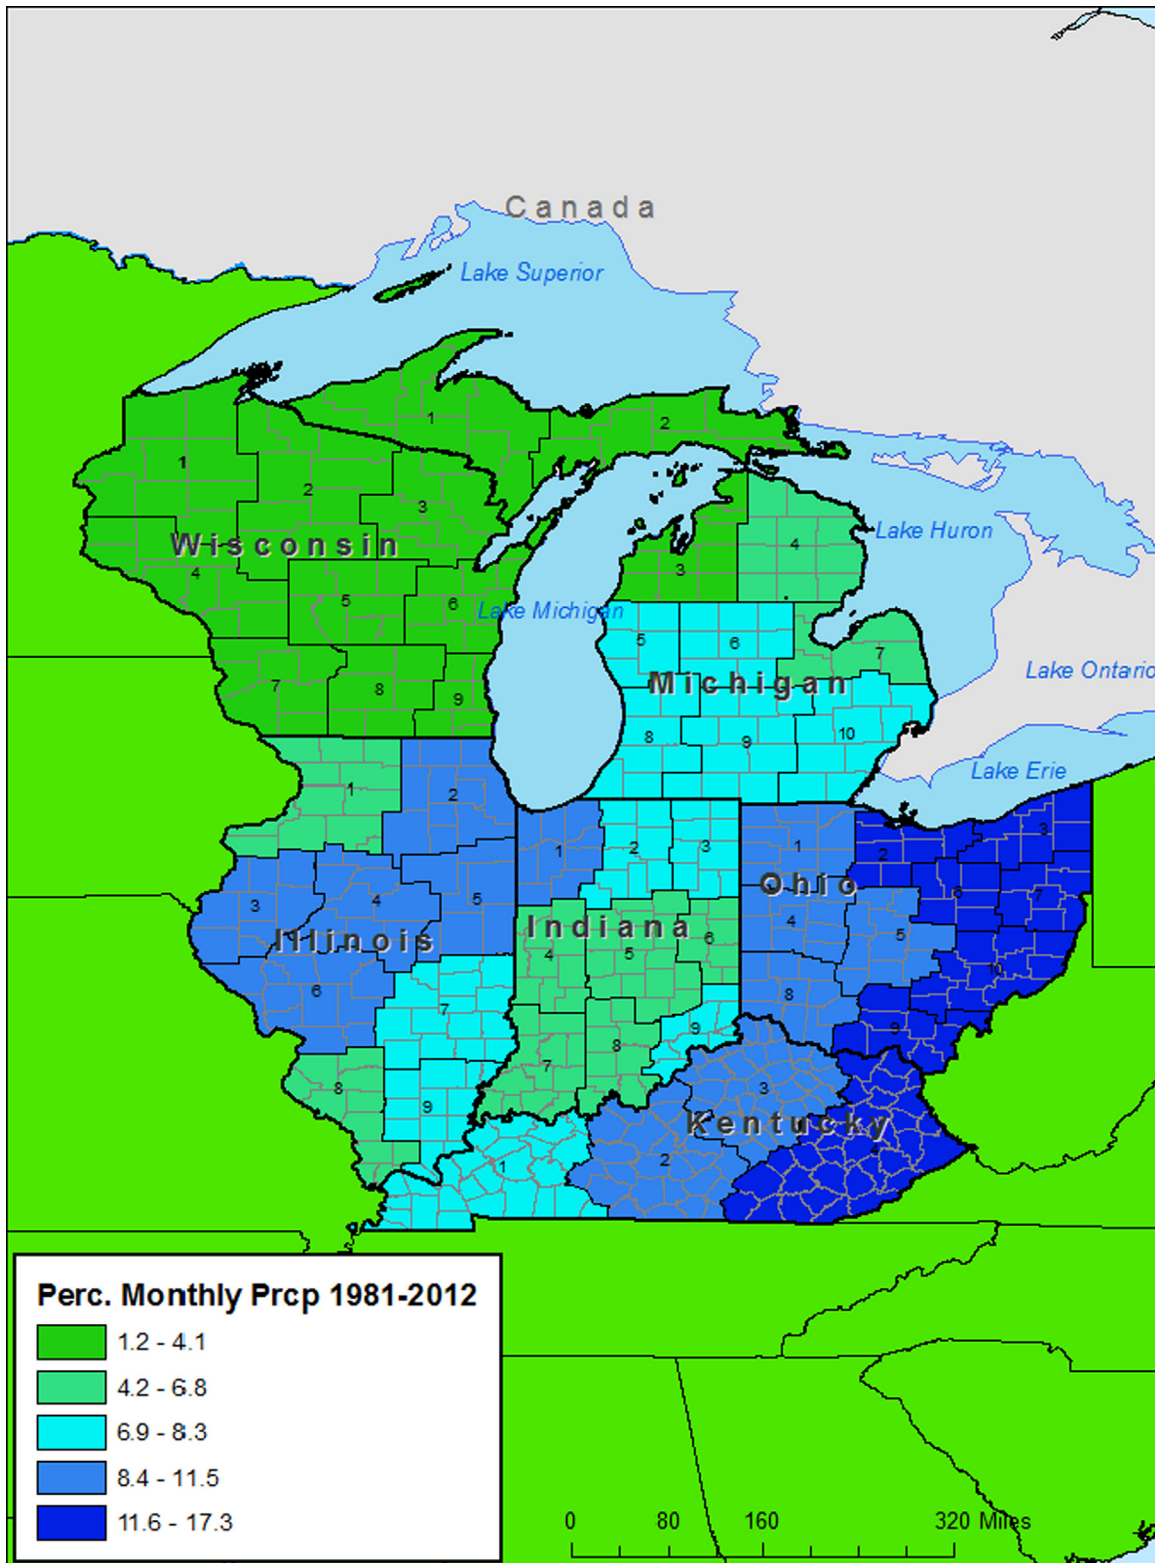 Canada
Lake Superior
1
2
1
2
3
Wisconsin
Lake Huron
4
4
3
5
6
Lake Michigan
5
6
7
Michigan
Lake Ontario
7
8
9
8
9
10
Lake Erie
1
2
1
2
3
1
2
3
Ohio
3
4
5
6
7
Illinois
Indiana
4
5
6
4
5
6
7
10
8
9
9
7
8
8
9
3
Kentucky
1
2
4
Perc. Monthly Prcp 1981-2012
1.2 - 4.1
4.2 - 6.8
6.9 - 8.3
8.4 - 11.5
11.6 - 17.3
0 80 160 320 Miles